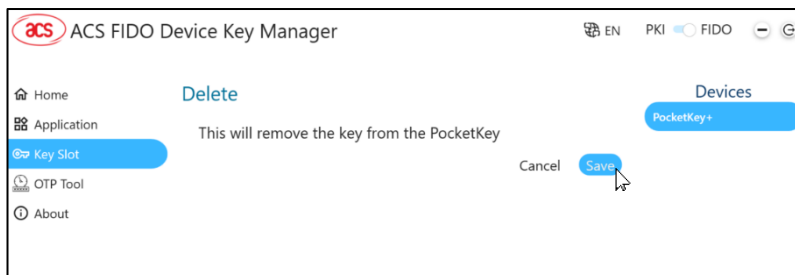 acs ACS FIDO Device Key Manager EN PKI FIDO
Home
Application
Key Slot
OTP Tool
About
Delete
This will remove the key from the PocketKey
Cancel Save
Devices
PocketKey+